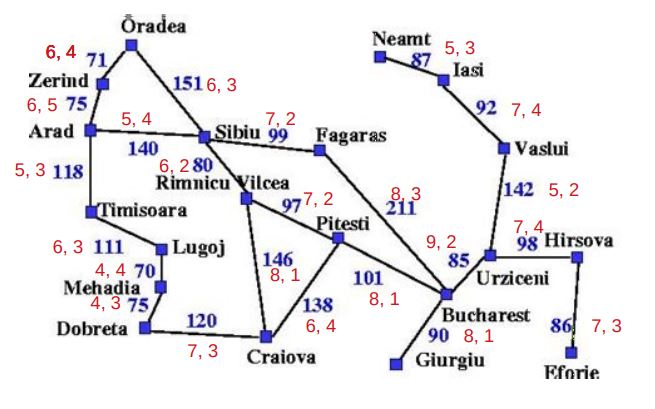 Oradea
Neamt
5, 3
6, 4
71
87
Iasi
Zerind
151
6, 3
92
7, 4
6, 5
75
5, 4
7, 2
Arad
Sibiu
99
Fagaras
Vaslui
140
6, 2
80
5, 3
118
Rimnicu Vilcea
142
5, 2
8, 3
97
7, 2
211
Timisoara
Pitesti
7, 4
98
Hirsova
6, 3
111
Lugoj
9, 2
85
Urziceni
4, 4
70
146
8, 1
101
Mehadia
4, 3
75
138
8, 1
Bucharest
Dobreta
120
6, 4
90
8, 1
86
7, 3
7, 3
Craiova
Giurgiu
Eforie